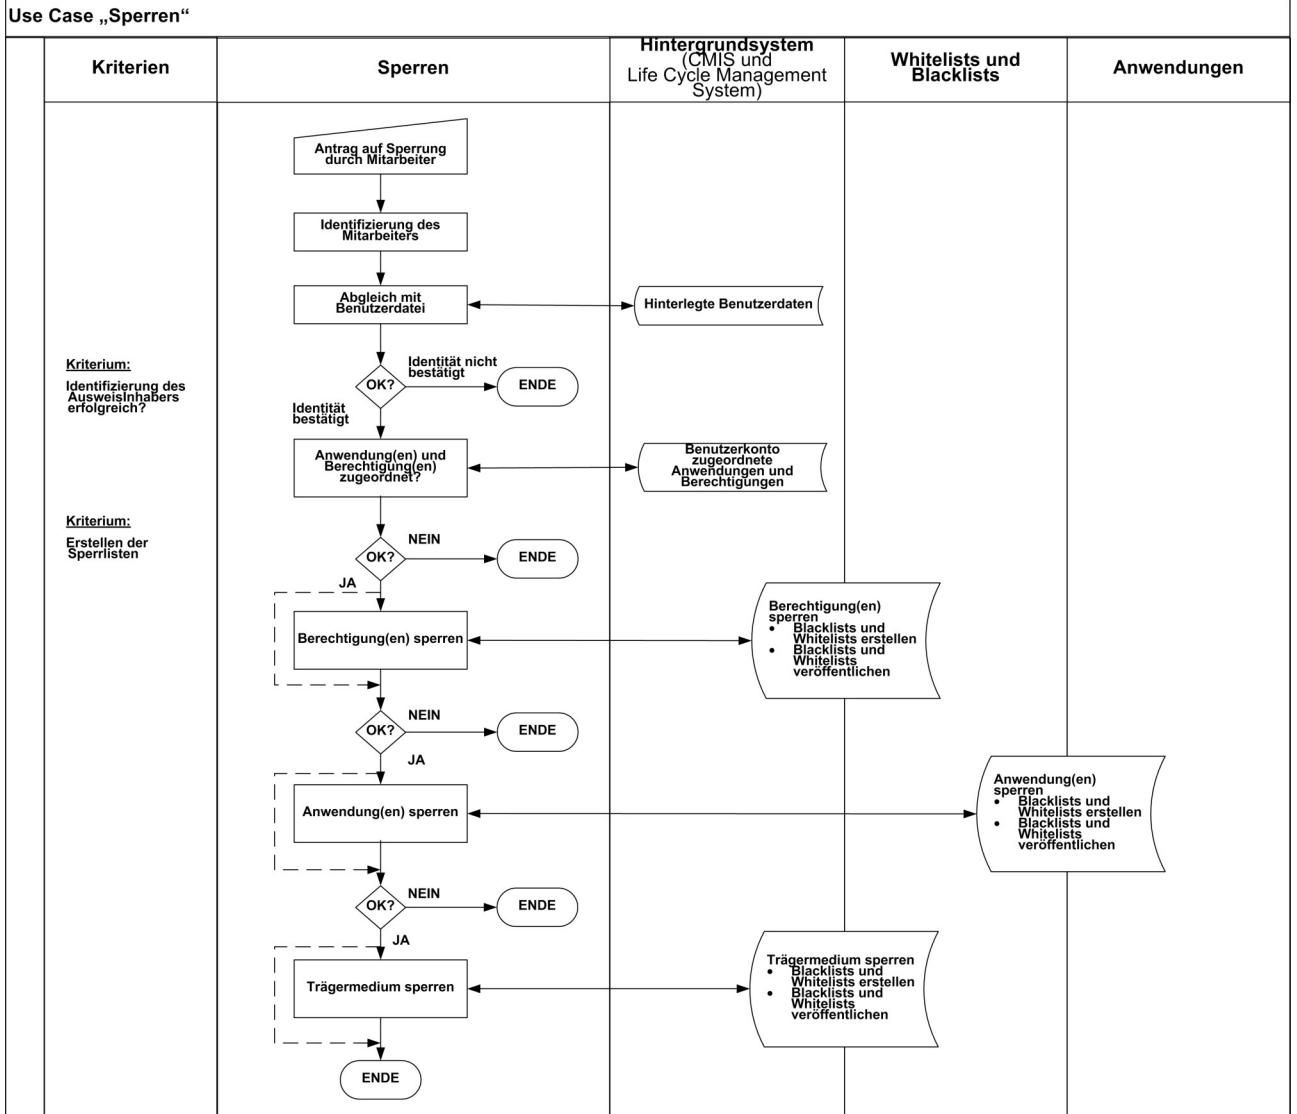 Use Case „Sperren“
Kriterien
Sperren
Hintergrundsystem
(CMIS und
Life Cycle Management
System)
Whitelists und
Blacklists
Anwendungen
Antrag auf Sperrung
durch Mitarbeiter
Identifizierung des
Mitarbeiters
Abgleich mit
Benutzerdatei
Hinterlegte Benutzerdaten
Kriterium:
Identifizierung des
Ausweisinhabers
erfolgreich?
OK?
Identität nicht
bestätigt
ENDE
Identität
bestätigt
Anwendung(en) und
Berechtigung(en)
zugeordnet?
Benutzerkonto
zugeordnete
Anwendungen und
Berechtigungen
Kriterium:
Erstellen der
Sperrlisten
OK?
NEIN
ENDE
JA
Berechtigung(en) sperren
Berechtigung(en)
sperren
• Blacklists und
Whitelists erstellen
• Blacklists und
Whitelists
veröffentlichen
OK?
NEIN
ENDE
JA
Anwendung(en) sperren
Anwendung(en)
sperren
• Blacklists und
Whitelists erstellen
• Blacklists und
Whitelists
veröffentlichen
OK?
NEIN
ENDE
JA
Trägermedium sperren
Trägermedium sperren
• Blacklists und
Whitelists erstellen
• Blacklists und
Whitelists
veröffentlichen
ENDE